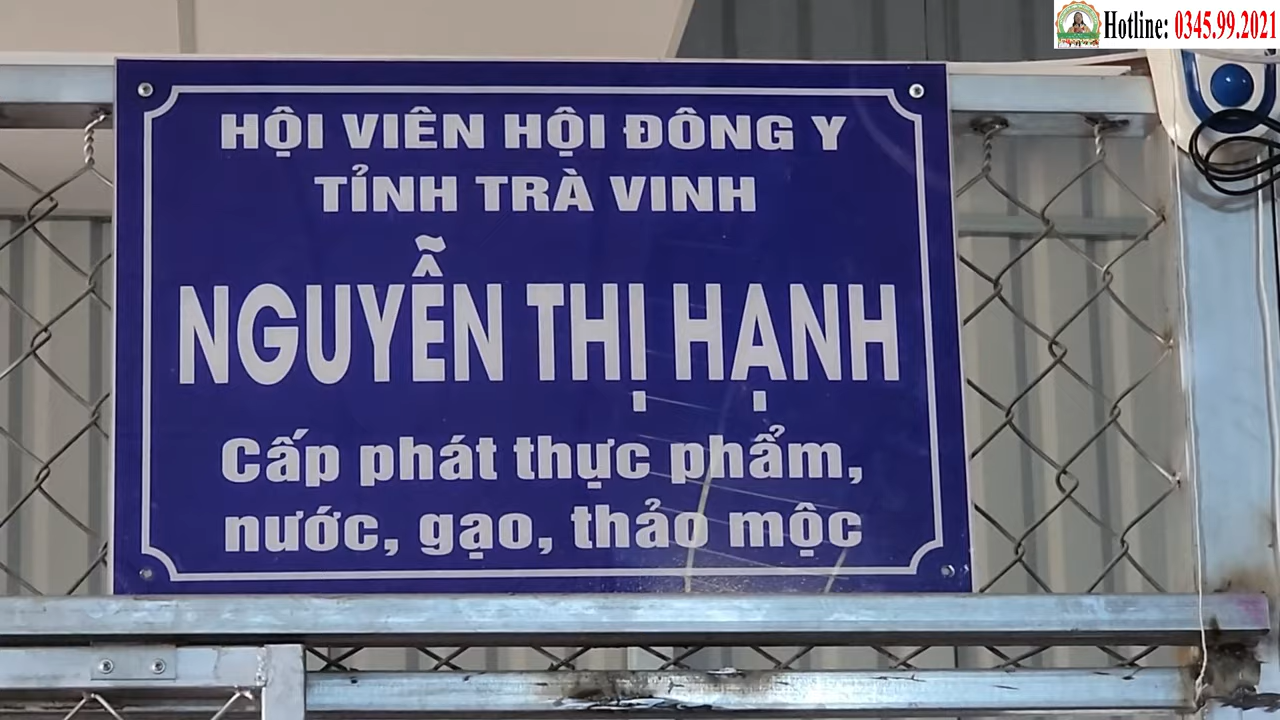 Hotline: 0345.99.2021
HỘI VIÊN HỘI ĐÔNG Y
TỈNH TRÀ VINH
NGUYỄN THỊ HẠNH
Cấp phát thực phẩm,
nước, gạo, thảo mộc